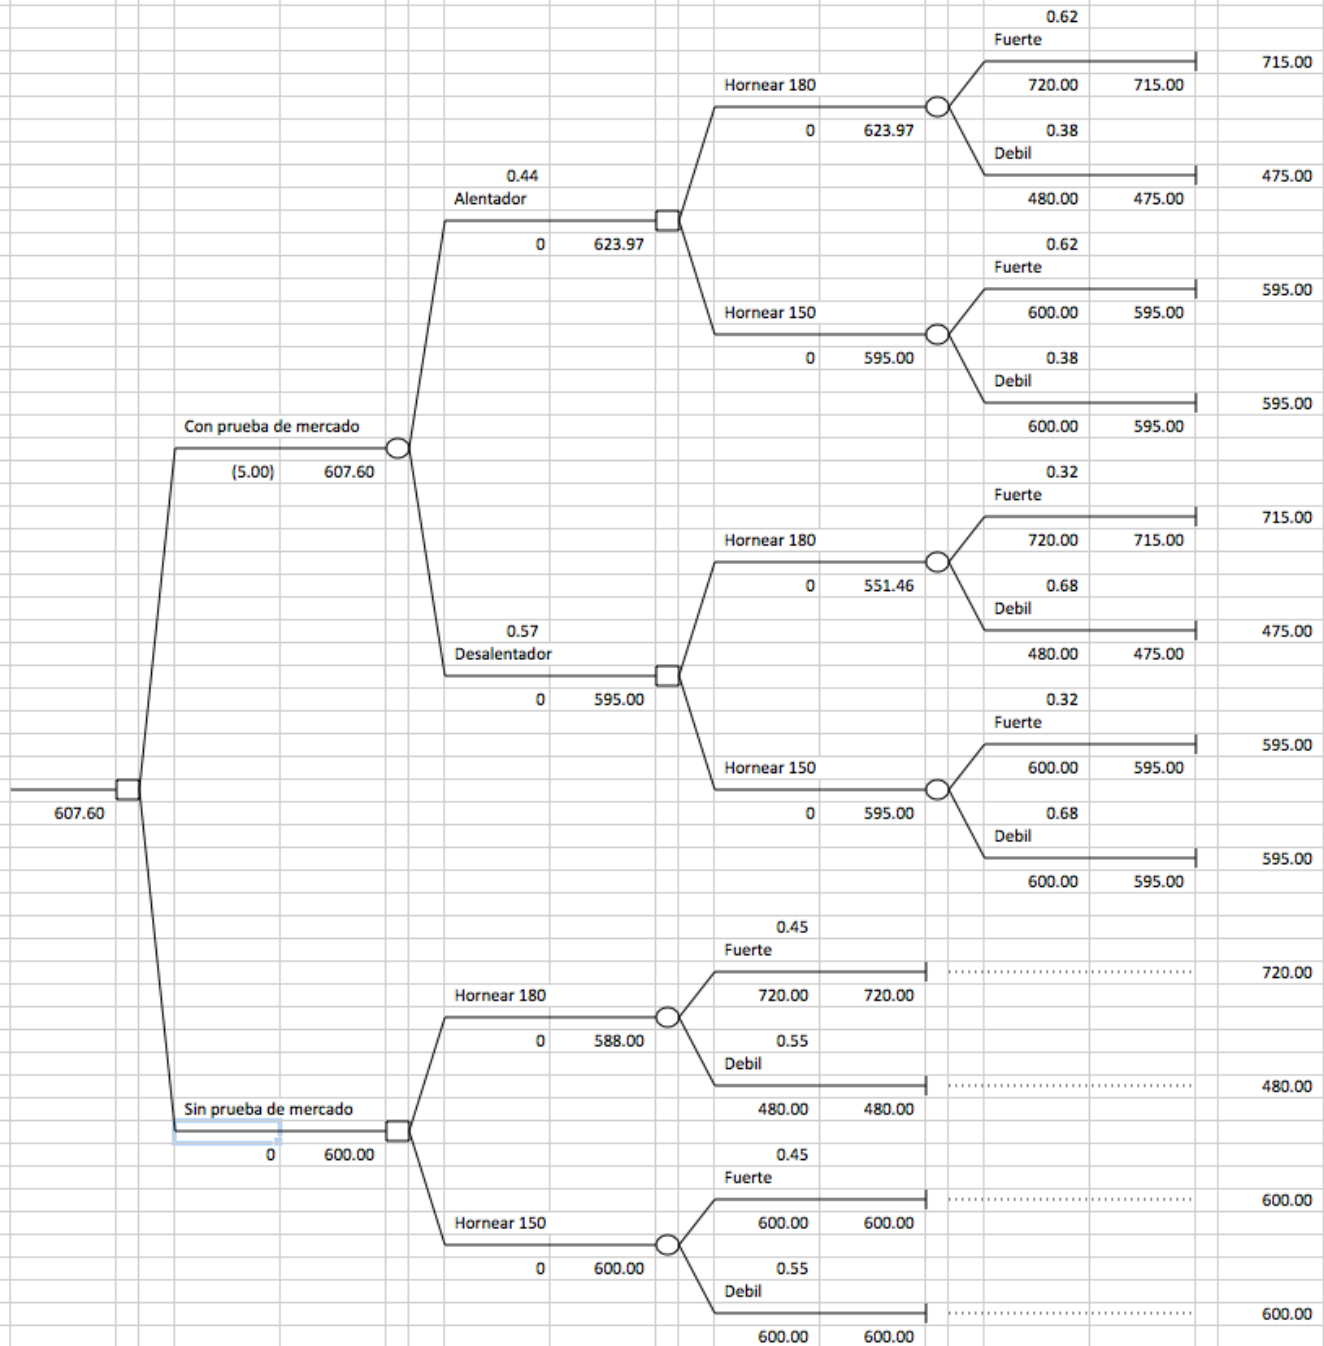 0.62
Fuerte
715.00
Hornear 180
720.00 715.00
0 623.97
0.38
Debil
0.44
475.00
Alentador
480.00 475.00
0 623.97
0.62
Fuerte
595.00
Hornear 150
600.00 595.00
0 595.00
0.38
Debil
595.00
Con prueba de mercado
600.00 595.00
(5.00) 607.60
0.32
Fuerte
715.00
Hornear 180
720.00 715.00
0 551.46
0.68
Debil
0.57
475.00
Desalentador
480.00 475.00
0 595.00
0.32
Fuerte
595.00
Hornear 150
600.00 595.00
607.60
0 595.00
0.68
Debil
595.00
600.00 595.00
0.45
Fuerte
720.00
Hornear 180
720.00 720.00
0 588.00
0.55
Debil
480.00
Sin prueba de mercado
480.00 480.00
0 600.00
0.45
Fuerte
600.00
Hornear 150
600.00 600.00
0 600.00
0.55
Debil
600.00
600.00 600.00